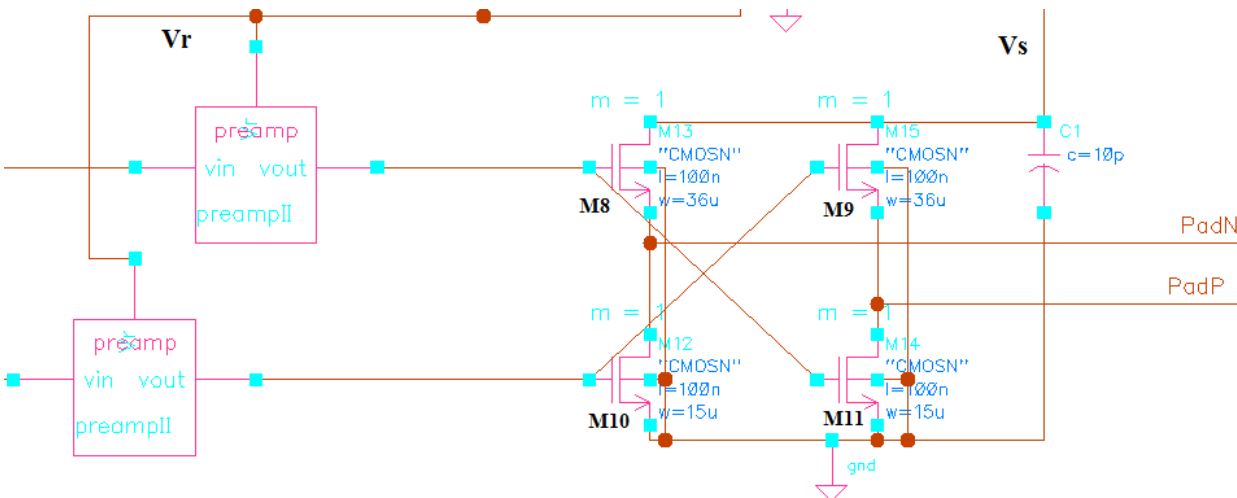 Vr
Vs
m = 1
m = 1
preamp
vr
vin vout
preampII
M13
"CMOSN"
l=100n
w=36u
M8
M15
"CMOSN"
l=100n
w=36u
M9
C1
c=10p
PadN
PadP
m = 1
m = 1
preamp
vr
vin vout
preampII
M12
"CMOSN"
l=100n
w=15u
M10
M14
"CMOSN"
l=100n
w=15u
M11
gnd